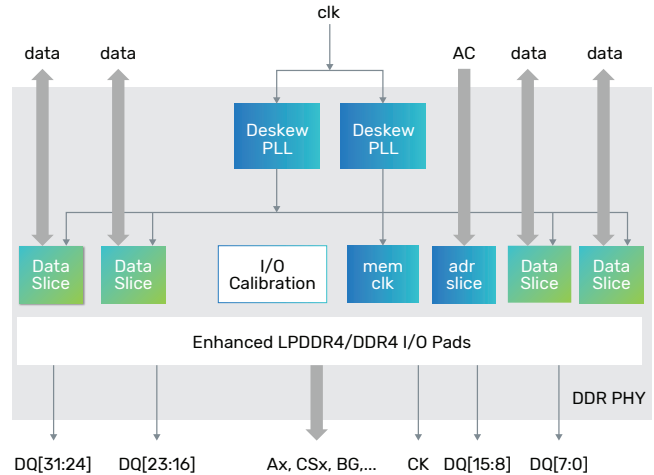 clk
data
data
AC
data
data
Deskew
PLL
Deskew
PLL
Data
Slice
Data
Slice
I/O
Calibration
mem
clk
adr
slice
Data
Slice
Data
Slice
Enhanced LPDDR4/DDR4 I/O Pads
DDR PHY
DQ[31:24]
DQ[23:16]
Ax, CSx, BG,...
CK
DQ[15:8]
DQ[7:0]